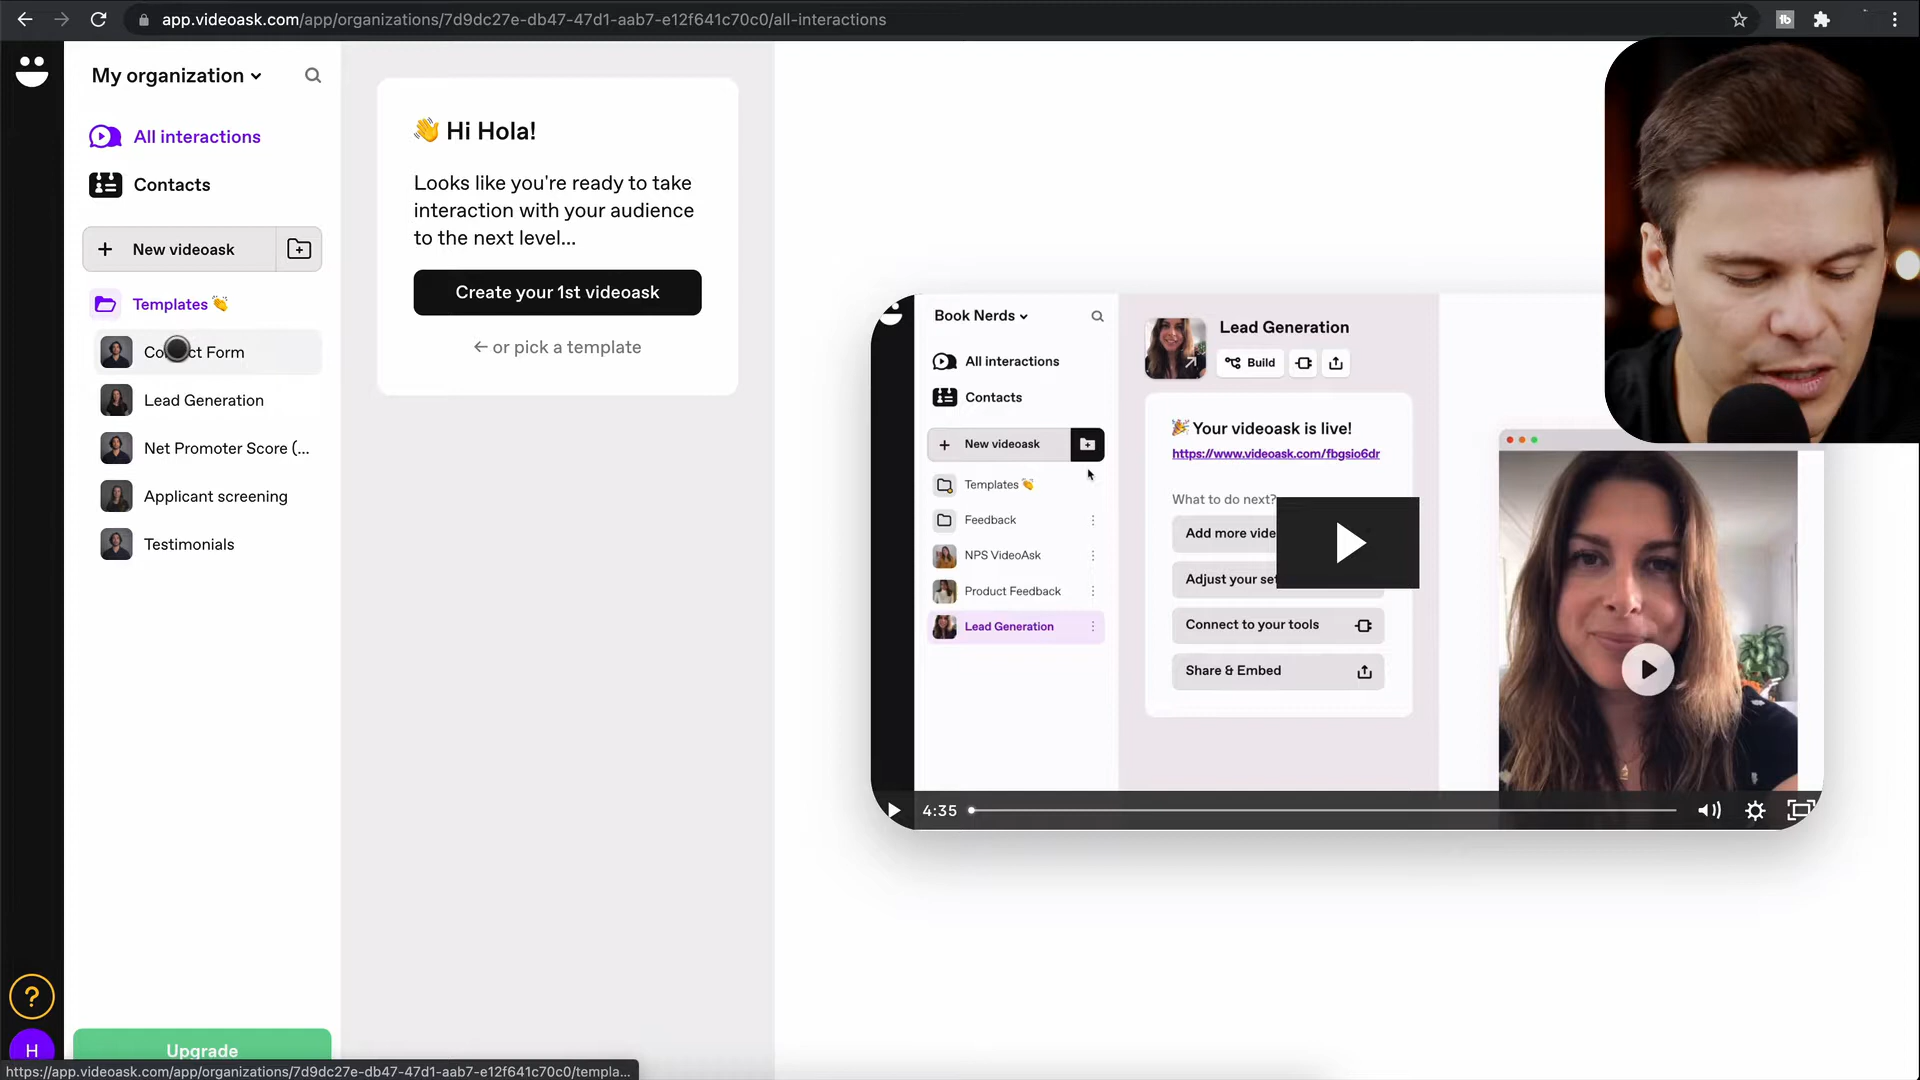 app.videoask.com/app/organizations/7d9dc27e-db47-47d1-aab7-e12f641c70c0/all-interactions
My organization
All interactions
Contacts
+ New videoask
Templates 👏
Form
Lead Generation
Net Promoter Score (...
Applicant screening
Testimonials
?
H
Upgrade
https://app.videoask.com/app/organizations/7d9dc27e-db47-47d1-aab7-e12f641c70c0/templa...
👋 Hi Hola!
Looks like you're ready to take
interaction with your audience
to the next level...
Create your 1st videoask
← or pick a template
Book Nerds
All interactions
Contacts
+ New videoask
Templates 👏
Feedback
NPS VideoAsk
Product Feedback
Lead Generation
Lead Generation
Build
🎉 Your videoask is live!
https://www.videoask.com/fbgsio6dr
What to do next?
Add more vide
Adjust your se
Connect to your tools
Share & Embed
4:35